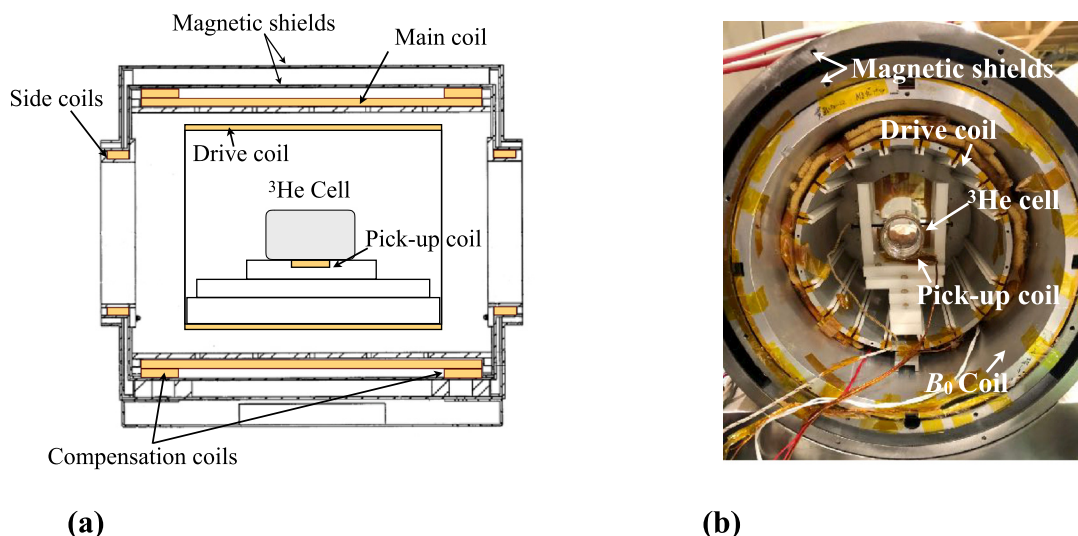 Magnetic shields
Main coil
Side coils
Drive coil
³He Cell
Pick-up coil
Compensation coils
(a)
Magnetic shields
Drive coil
³He cell
Pick-up coil
B₀ Coil
(b)